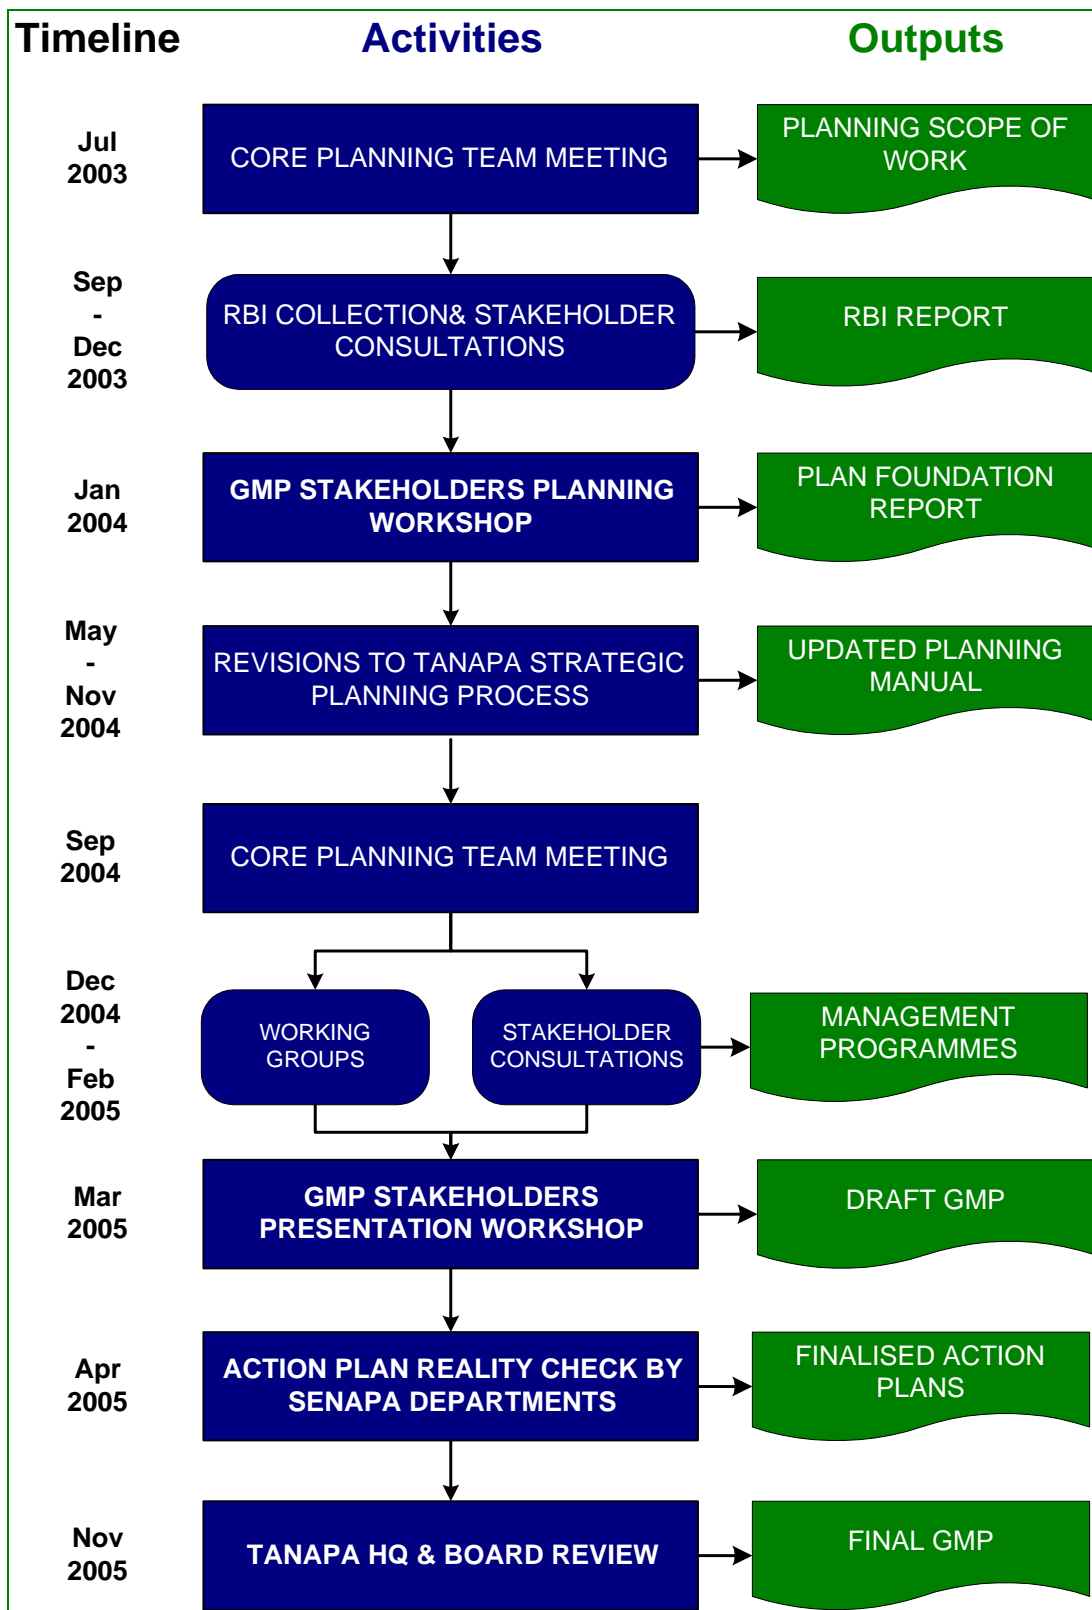 Timeline Activities Outputs
Jul
2003
CORE PLANNING TEAM MEETING
PLANNING SCOPE OF
WORK
Sep
-
Dec
2003
RBI COLLECTION& STAKEHOLDER
CONSULTATIONS
RBI REPORT
Jan
2004
GMP STAKEHOLDERS PLANNING
WORKSHOP
PLAN FOUNDATION
REPORT
May
-
Nov
2004
REVISIONS TO TANAPA STRATEGIC
PLANNING PROCESS
UPDATED PLANNING
MANUAL
Sep
2004
CORE PLANNING TEAM MEETING
Dec
2004
-
Feb
2005
WORKING
GROUPS
STAKEHOLDER
CONSULTATIONS
MANAGEMENT
PROGRAMMES
Mar
2005
GMP STAKEHOLDERS
PRESENTATION WORKSHOP
DRAFT GMP
Apr
2005
ACTION PLAN REALITY CHECK BY
SENAPA DEPARTMENTS
FINALISED ACTION
PLANS
Nov
2005
TANAPA HQ & BOARD REVIEW
FINAL GMP